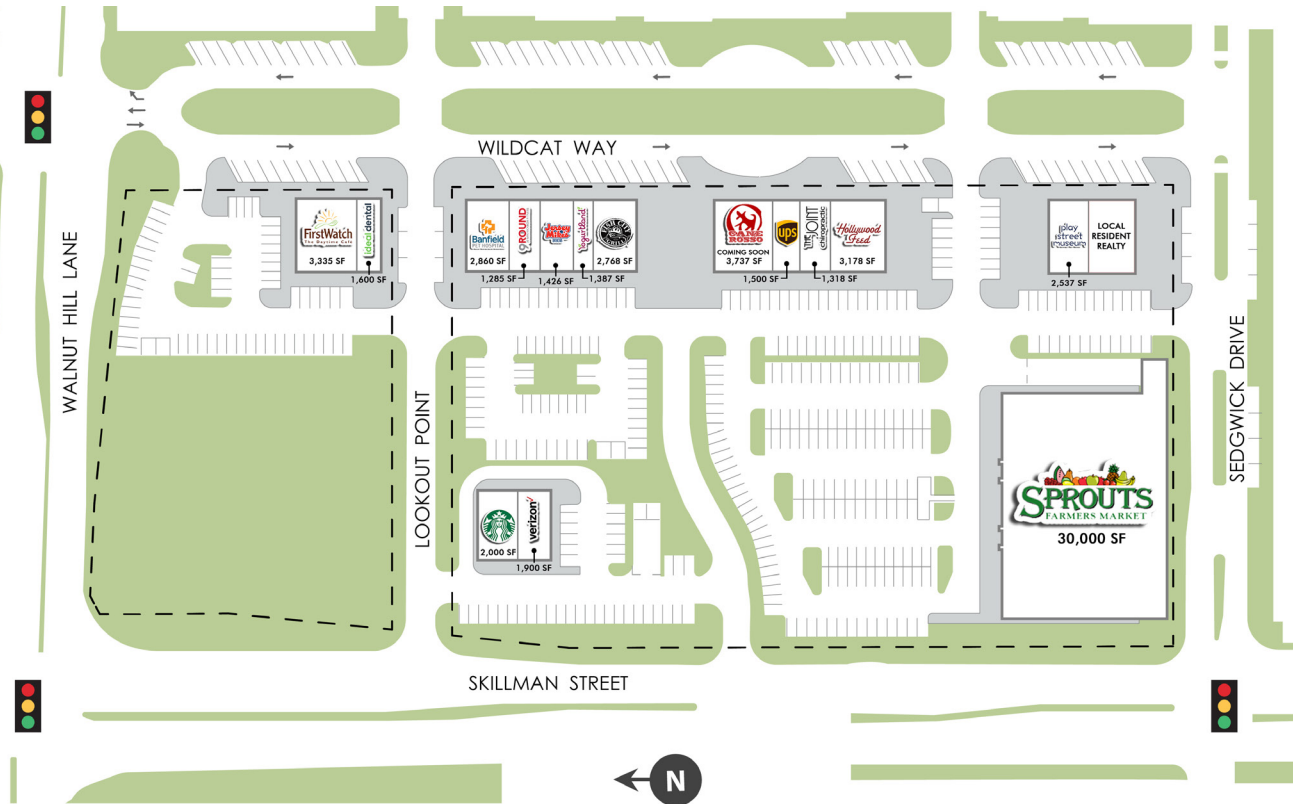 WILDCAT WAY
WALNUT HILL LANE
LOOKOUT POINT
SEDGWICK DRIVE
SKILLMAN STREET
FirstWatch
The Daytime Cafe
3,335 SF
ideal dental
1,600 SF
Banfield
PET HOSPITAL
2,860 SF
9ROUND
1,285 SF
Jersey
Mike's
SUBS
1,426 SF
Yogurtland
1,387 SF
2,768 SF
CANE
ROSSO
COMING SOON
3,737 SF
ups
1,500 SF
THE JOINT
chiropractic
1,318 SF
Hollywood
Feed
3,178 SF
play
street
museum
2,537 SF
LOCAL
RESIDENT
REALTY
2,000 SF
verizon
1,900 SF
SPROUTS
FARMERS MARKET
30,000 SF
N